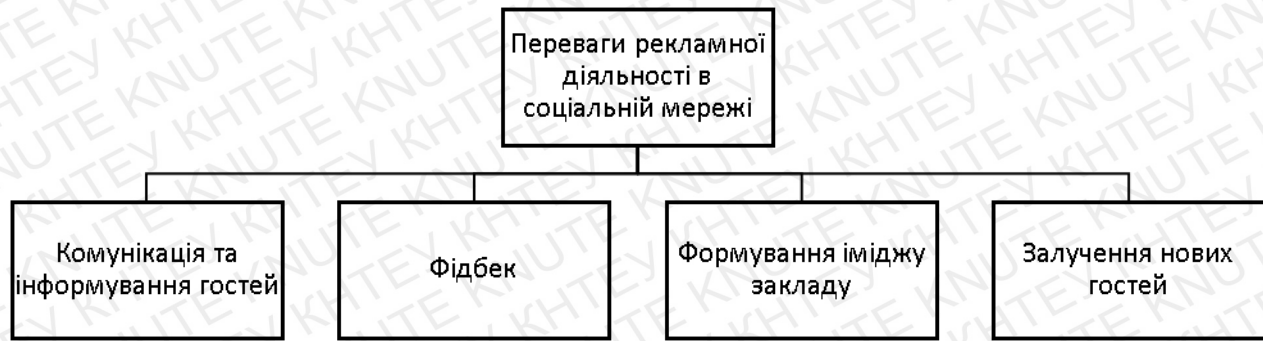 Переваги рекламної
діяльності в
соціальній мережі
Комунікація та
інформування гостей
Фідбек
Формування іміджу
закладу
Залучення нових
гостей